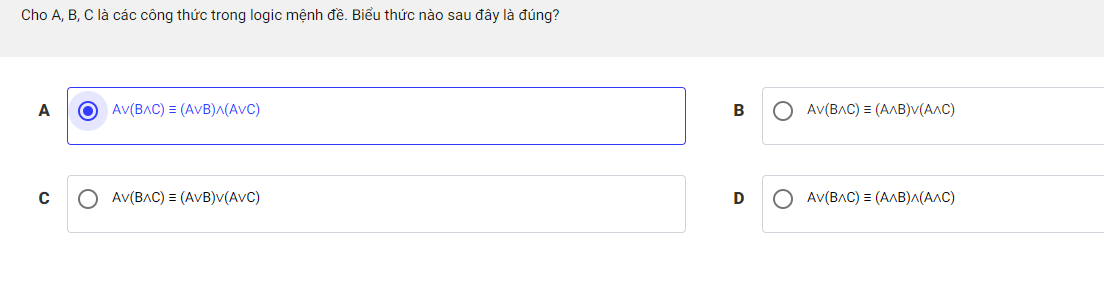 Cho A, B, C là các công thức trong logic mệnh đề. Biểu thức nào sau đây là đúng?
A A∨(B∧C) ≡ (A∨B)∧(A∨C)
B A∨(B∧C) ≡ (A∧B)∨(A∧C)
C A∨(B∧C) ≡ (A∨B)∨(A∨C)
D A∨(B∧C) ≡ (A∧B)∧(A∧C)